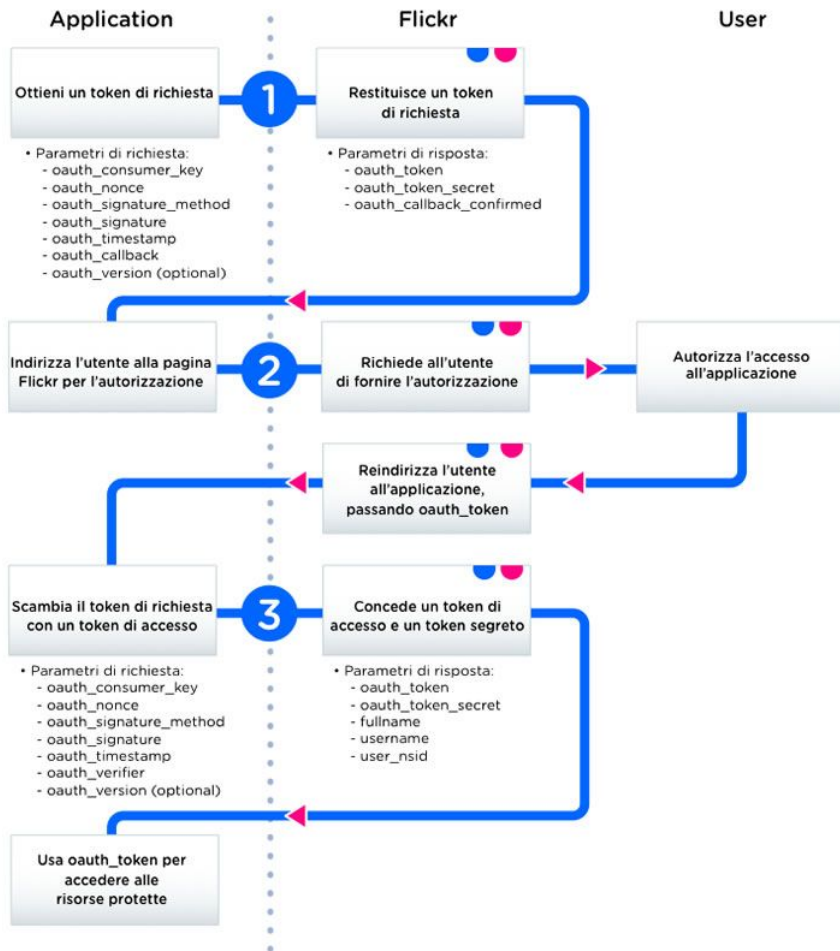 Application
Flickr
User
Ottieni un token di richiesta
1
Restituisce un token
di richiesta
• Parametri di richiesta:
- oauth_consumer_key
- oauth_nonce
- oauth_signature_method
- oauth_signature
- oauth_timestamp
- oauth_callback
- oauth_version (optional)
• Parametri di risposta:
- oauth_token
- oauth_token_secret
- oauth_callback_confirmed
Indirizza l'utente alla pagina
Flickr per l'autorizzazione
2
Richiede all'utente
di fornire l'autorizzazione
Autorizza l'accesso
all'applicazione
Reindirizza l'utente
all'applicazione,
passando oauth_token
Scambia il token di richiesta
con un token di accesso
3
Concede un token di
accesso e un token segreto
• Parametri di richiesta:
- oauth_consumer_key
- oauth_nonce
- oauth_signature_method
- oauth_signature
- oauth_timestamp
- oauth_verifier
- oauth_version (optional)
• Parametri di risposta:
- oauth_token
- oauth_token_secret
- fullname
- username
- user_nsid
Usa oauth_token per
accedere alle
risorse protette